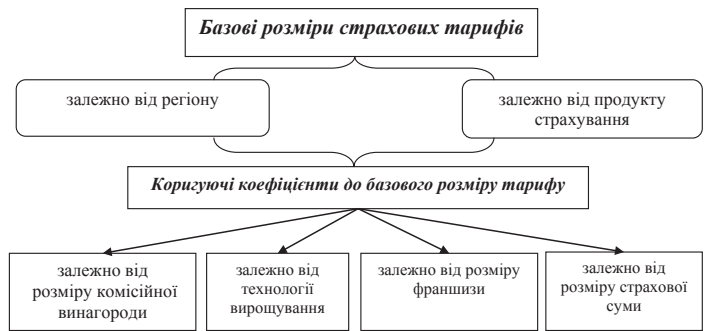 Базові розміри страхових тарифів
залежно від регіону
залежно від продукту
страхування
Коригуючі коефіцієнти до базового розміру тарифу
залежно від
розміру комісійної
винагороди
залежно від
технології
вирощування
залежно від розміру
франшизи
залежно від
розміру страхової
суми